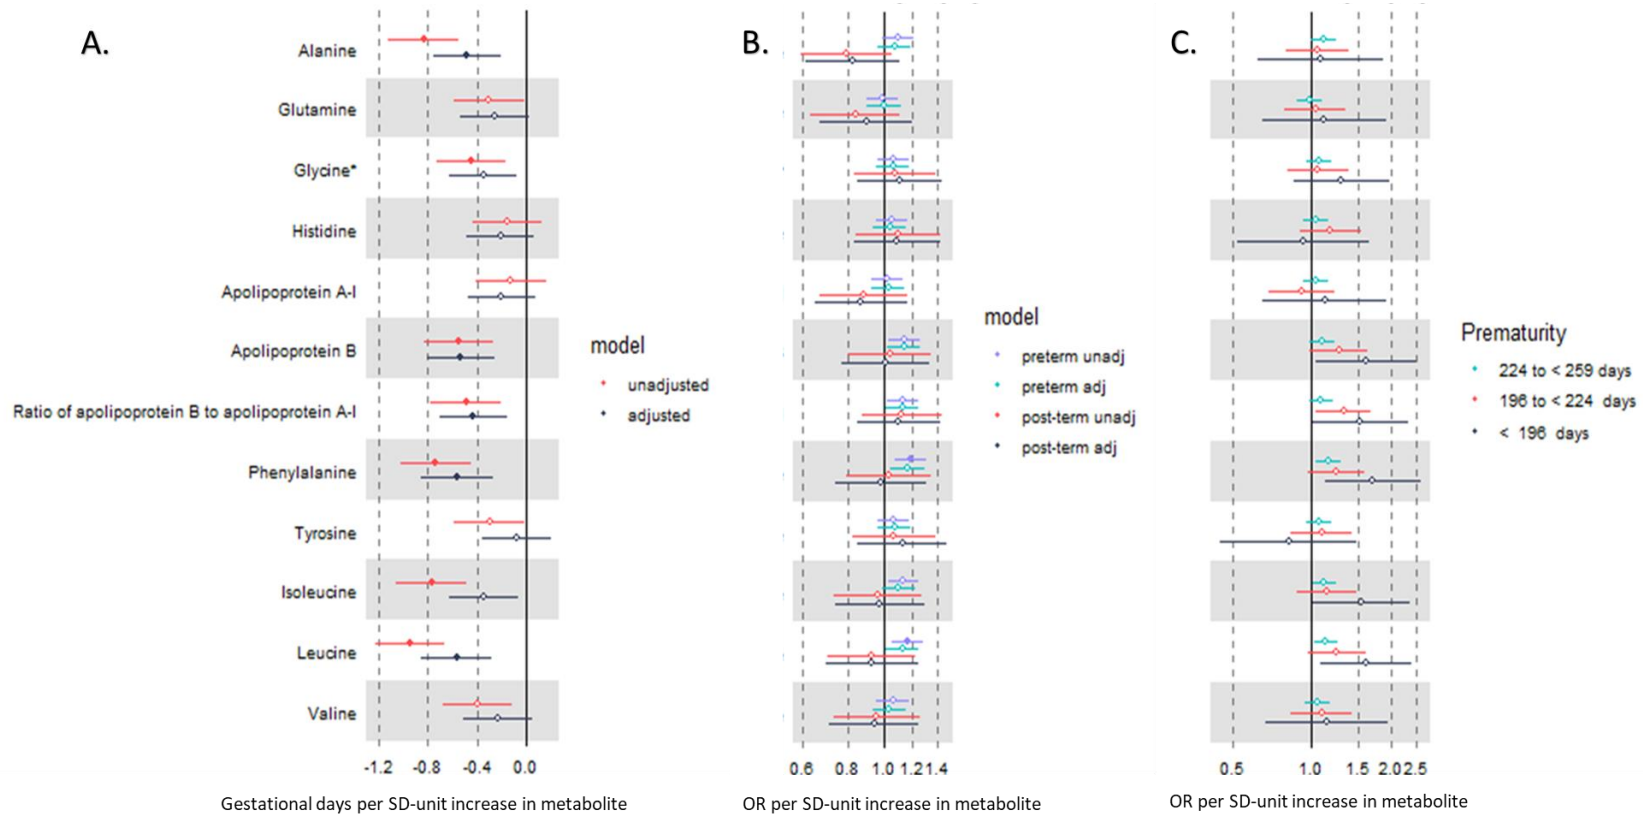 A.
B.
C.
Alanine
Glutamine
Glycine*
Histidine
Apolipoprotein A-I
Apolipoprotein B
Ratio of apolipoprotein B to apolipoprotein A-I
Phenylalanine
Tyrosine
Isoleucine
Leucine
Valine
model
unadjusted
adjusted
model
preterm unadj
preterm adj
post-term unadj
post-term adj
Prematurity
224 to < 259 days
196 to < 224 days
< 196 days
-1.2 -0.8 -0.4 0.0
0.6 0.8 1.0 1.2 1.4
0.5 1.0 1.5 2.0 2.5
Gestational days per SD-unit increase in metabolite
OR per SD-unit increase in metabolite
OR per SD-unit increase in metabolite